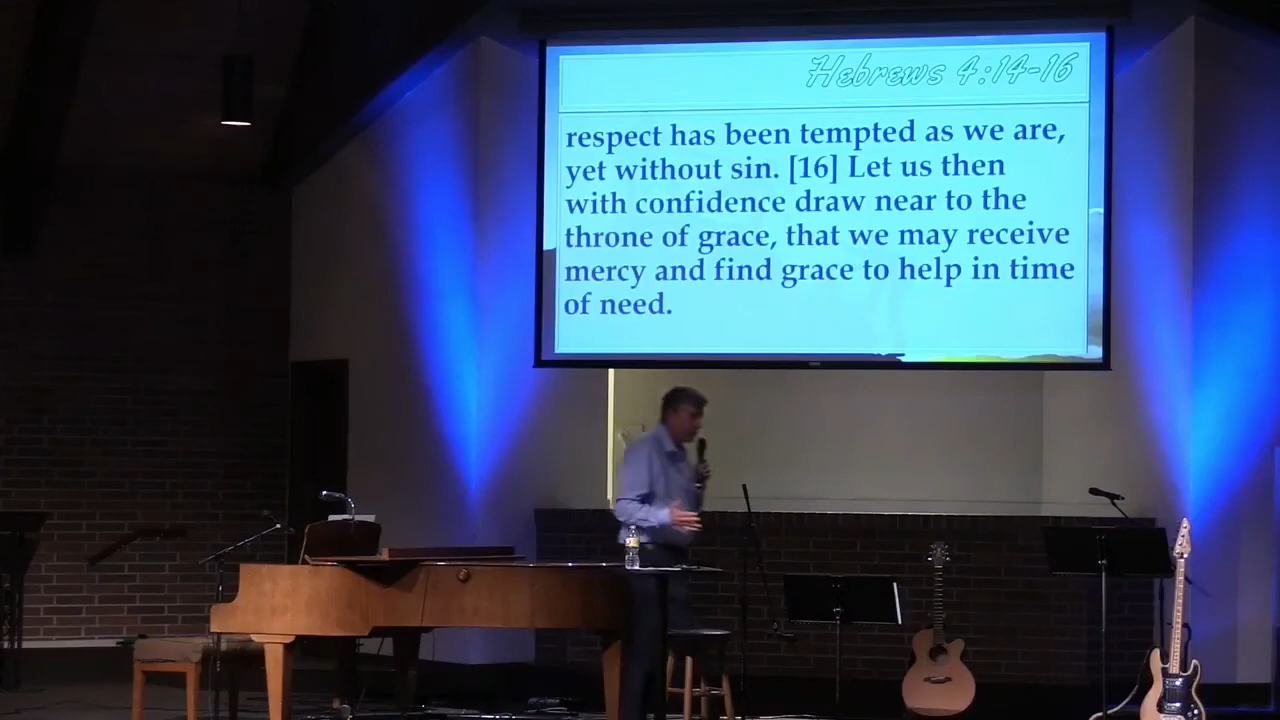 Hebrews 4:14-16
respect has been tempted as we are,
yet without sin. [16] Let us then
with confidence draw near to the
throne of grace, that we may receive
mercy and find grace to help in time
of need.